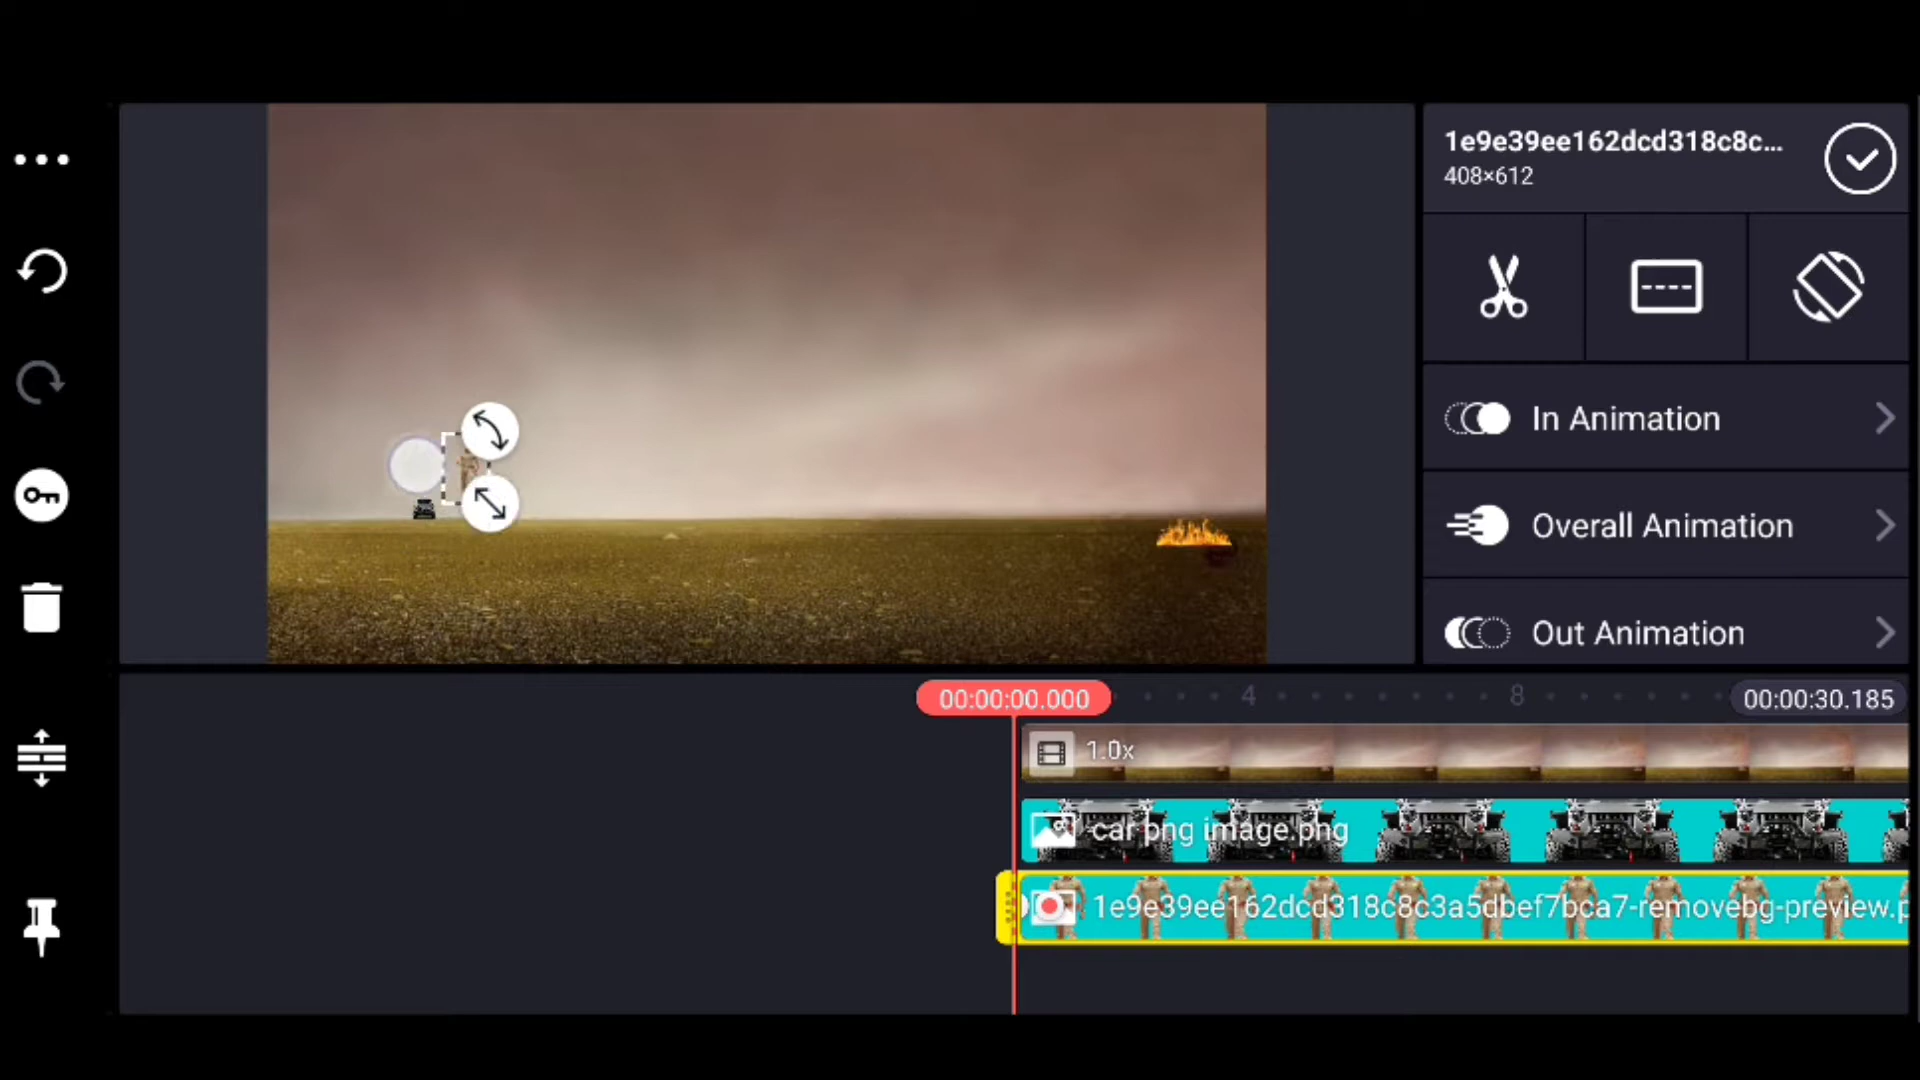 1e9e39ee162dcd318c8c...
408×612
In Animation
Overall Animation
Out Animation
00:00:00.000
4
8
00:00:30.185
1.0x
car png image.png
1e9e39ee162dcd318c8c3a5dbef7bca7-removebg-preview.p